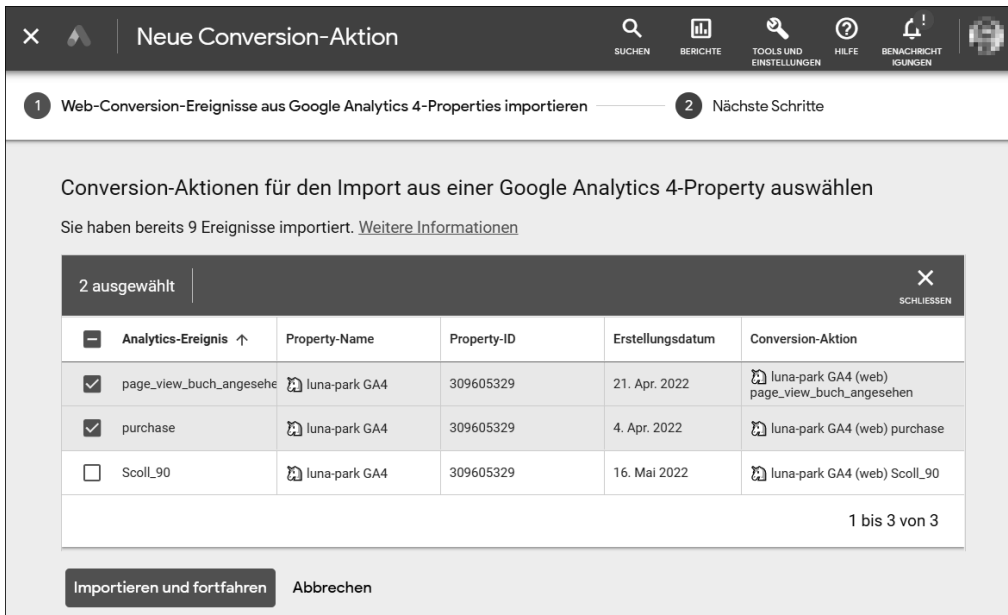 Neue Conversion-Aktion
SUCHEN
BERICHTE
TOOLS UND
EINSTELLUNGEN
HILFE
BENACHRICHT
IGUNGEN
1 Web-Conversion-Ereignisse aus Google Analytics 4-Properties importieren 2 Nächste Schritte
Conversion-Aktionen für den Import aus einer Google Analytics 4-Property auswählen
Sie haben bereits 9 Ereignisse importiert. Weitere Informationen
2 ausgewählt
SCHLIESSEN
Analytics-Ereignis Property-Name Property-ID Erstellungsdatum Conversion-Aktion
page_view_buch_angesehe luna-park GA4 309605329 21. Apr. 2022 luna-park GA4 (web)
page_view_buch_angesehen
purchase luna-park GA4 309605329 4. Apr. 2022 luna-park GA4 (web) purchase
Scoll_90 luna-park GA4 309605329 16. Mai 2022 luna-park GA4 (web) Scoll_90
1 bis 3 von 3
Importieren und fortfahren Abbrechen